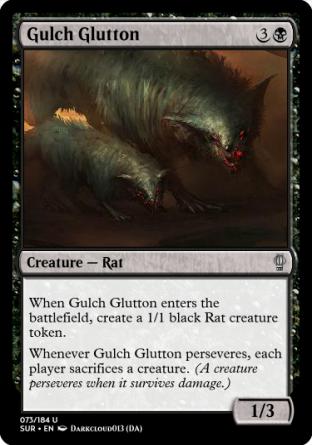 Gulch Glutton 3
Creature — Rat
When Gulch Glutton enters the
battlefield, create a 1/1 black Rat creature
token.
Whenever Gulch Glutton perseveres, each
player sacrifices a creature. (A creature
perseveres when it survives damage.)
073/184 U
SUR • EN DARKCLOUD013 (DA)
1/3